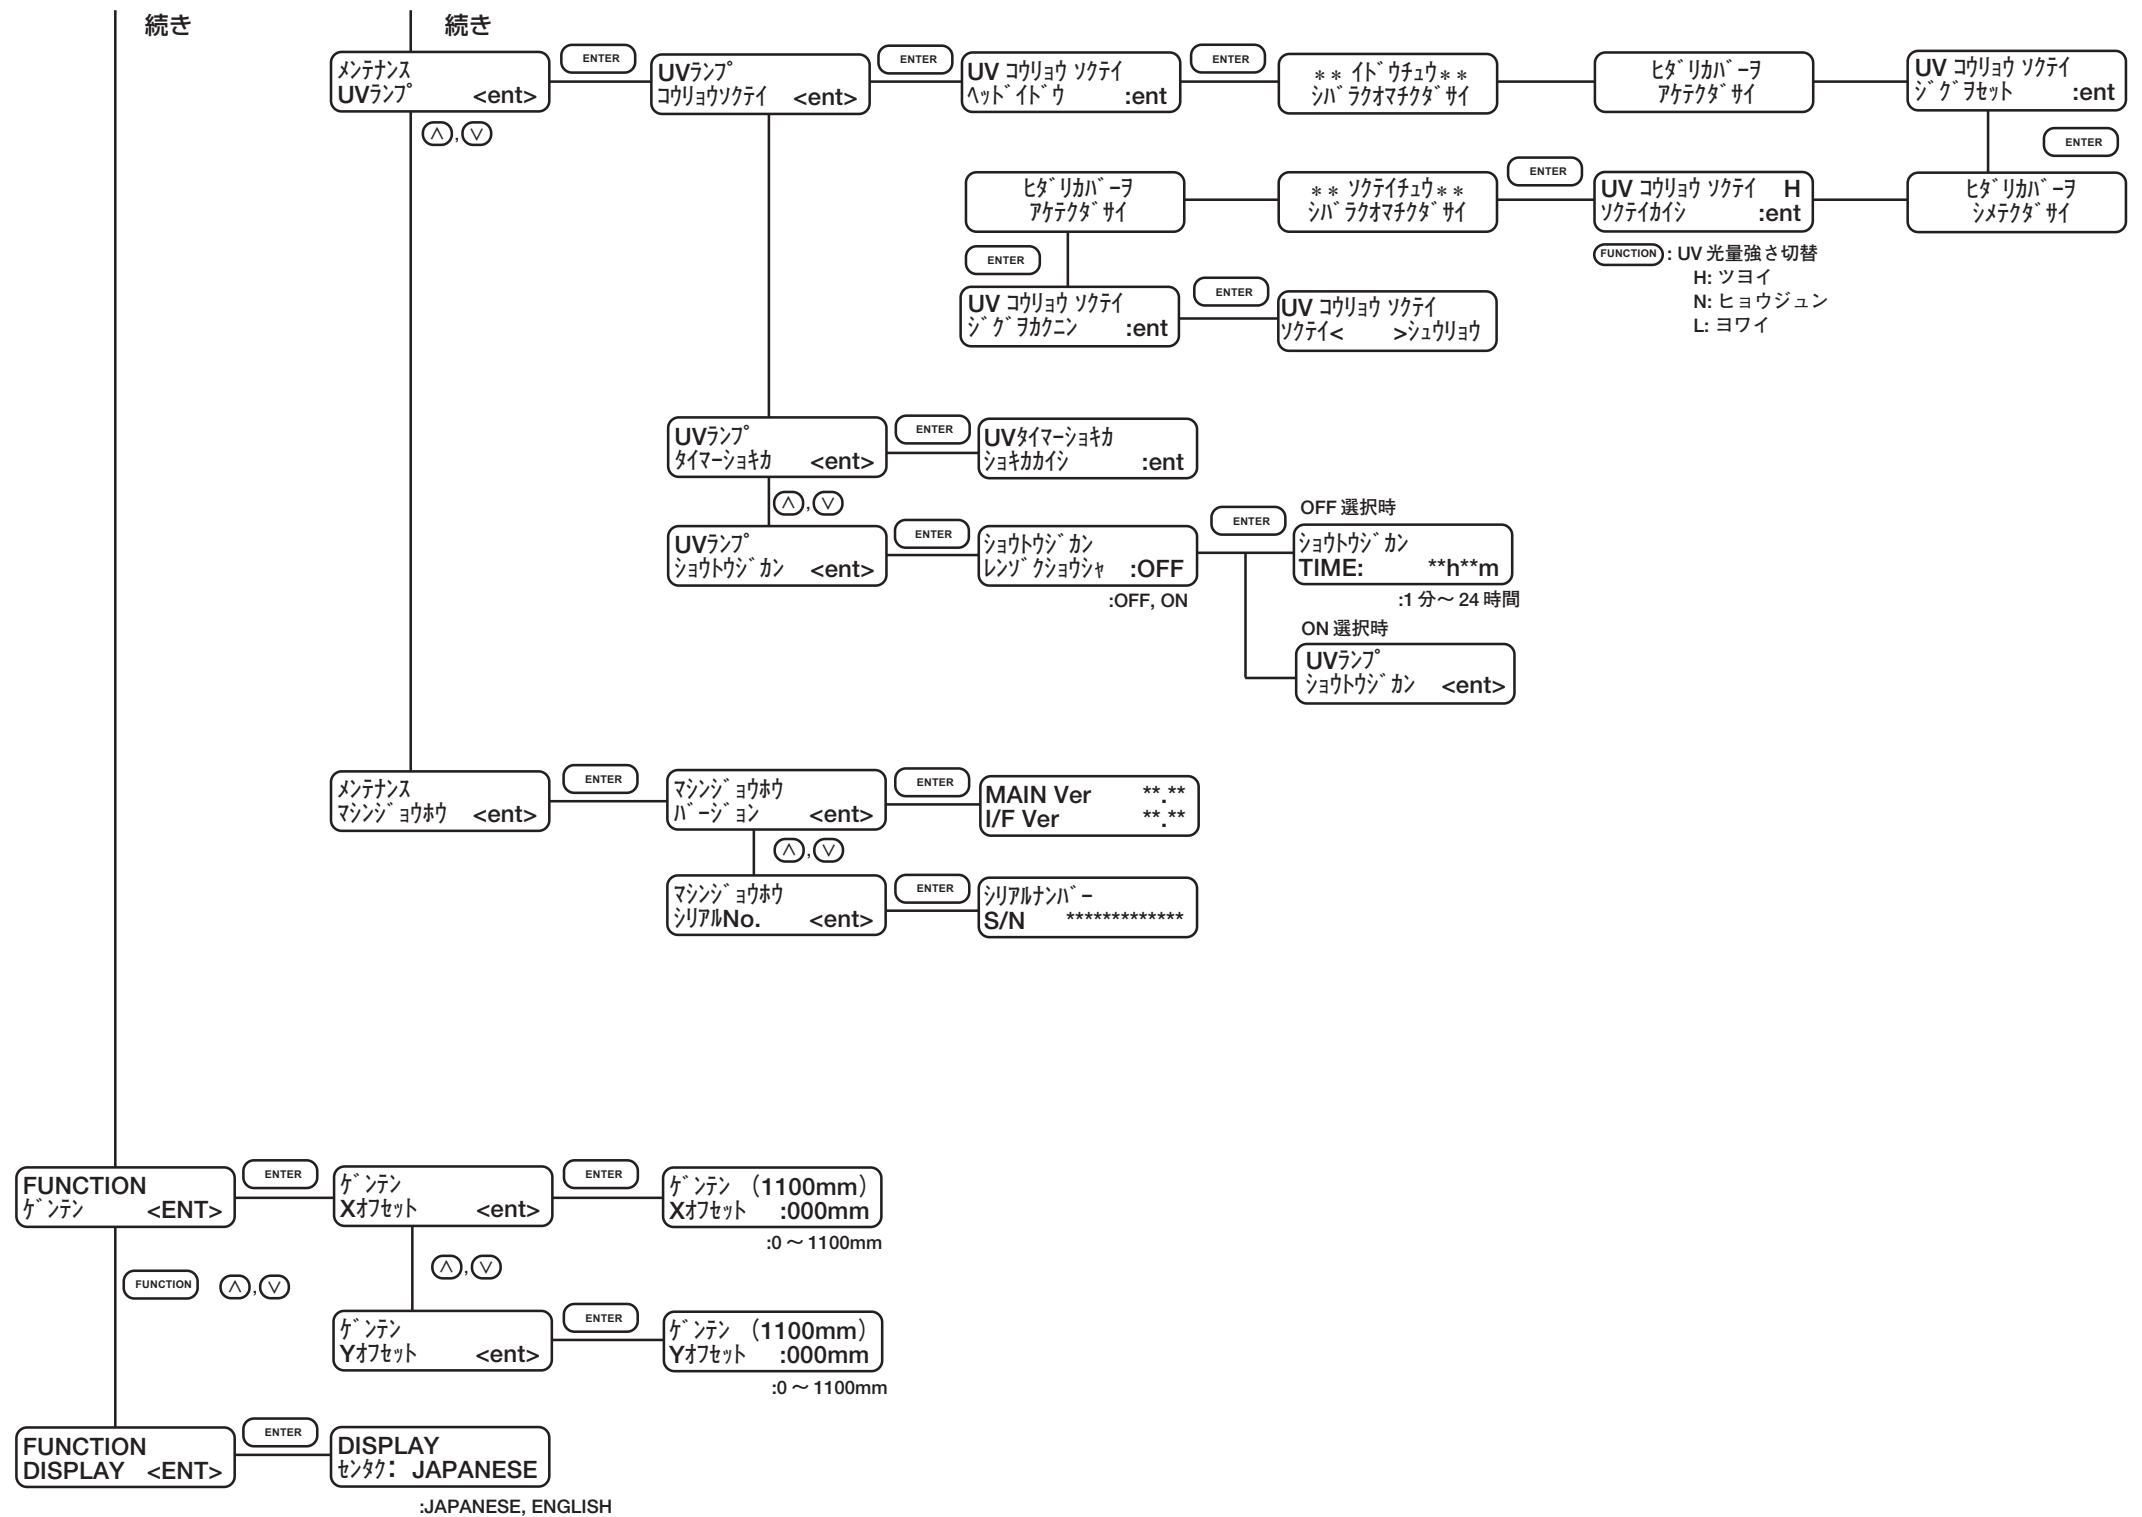 続き
続き
ﾒﾝﾃﾅﾝｽ
UVﾗﾝﾌﾟ <ent>
ENTER
UVﾗﾝﾌﾟ
ｺｳﾘｮｳｿｸﾃｲ <ent>
ENTER
UV ｺｳﾘｮｳ ｿｸﾃｲ
ﾍｯﾄﾞｲﾄﾞｳ :ent
ENTER
＊＊ ｲﾄﾞｳﾁｭｳ＊＊
ｼﾊﾞﾗｸｵﾏﾁｸﾀﾞｻｲ
ﾋﾀﾞﾘｶﾊﾞｰｦ
ｱｹﾃｸﾀﾞｻｲ
UV ｺｳﾘｮｳ ｿｸﾃｲ
ｼﾞｸﾞｦｾｯﾄ :ent
∧,∨
ENTER
ﾋﾀﾞﾘｶﾊﾞｰｦ
ｼﾒﾃｸﾀﾞｻｲ
UV ｺｳﾘｮｳ ｿｸﾃｲ H
ｿｸﾃｲｶｲｼ :ent
FUNCTION : UV 光量強さ切替
H: ツヨイ
N: ヒョウジュン
L: ヨワイ
ENTER
＊＊ ｿｸﾃｲﾁｭｳ＊＊
ｼﾊﾞﾗｸｵﾏﾁｸﾀﾞｻｲ
ﾋﾀﾞﾘｶﾊﾞｰｦ
ｱｹﾃｸﾀﾞｻｲ
ENTER
UV ｺｳﾘｮｳ ｿｸﾃｲ
ｼﾞｸﾞｦｶｸﾆﾝ :ent
ENTER
UV ｺｳﾘｮｳ ｿｸﾃｲ
ｿｸﾃｲ< >ｼｭｳﾘｮｳ
UVﾗﾝﾌﾟ
ﾀｲﾏｰｼｮｷｶ <ent>
ENTER
UVﾀｲﾏｰｼｮｷｶ
ｼｮｷｶｶｲｼ :ent
∧,∨
UVﾗﾝﾌﾟ
ｼｮｳﾄｳｼﾞｶﾝ <ent>
ENTER
ｼｮｳﾄｳｼﾞｶﾝ
ﾚﾝｿﾞｸｼｮｳｼｬ :OFF
:OFF, ON
ENTER
OFF 選択時
ｼｮｳﾄｳｼﾞｶﾝ
TIME: **h**m
:1 分～ 24 時間
ON 選択時
UVﾗﾝﾌﾟ
ｼｮｳﾄｳｼﾞｶﾝ <ent>
ﾒﾝﾃﾅﾝｽ
ﾏｼﾝｼﾞｮｳﾎｳ <ent>
ENTER
ﾏｼﾝｼﾞｮｳﾎｳ
ﾊﾞｰｼﾞｮﾝ <ent>
ENTER
MAIN Ver **.**
I/F Ver **.**
∧,∨
ﾏｼﾝｼﾞｮｳﾎｳ
ｼﾘｱﾙNo. <ent>
ENTER
ｼﾘｱﾙﾅﾝﾊﾞｰ
S/N *************
FUNCTION
ｹﾞﾝﾃﾝ <ENT>
ENTER
ｹﾞﾝﾃﾝ
Xｵﾌｾｯﾄ <ent>
ENTER
ｹﾞﾝﾃﾝ （1100mm）
Xｵﾌｾｯﾄ :000mm
:0 ～ 1100mm
FUNCTION ∧,∨
∧,∨
ｹﾞﾝﾃﾝ
Yｵﾌｾｯﾄ <ent>
ENTER
ｹﾞﾝﾃﾝ （1100mm）
Yｵﾌｾｯﾄ :000mm
:0 ～ 1100mm
FUNCTION
DISPLAY <ENT>
ENTER
DISPLAY
ｾﾝﾀｸ： JAPANESE
:JAPANESE, ENGLISH